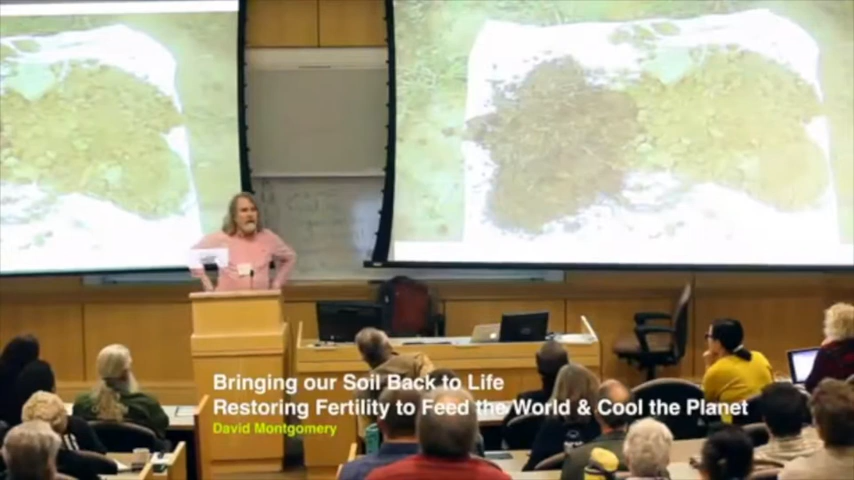 Bringing our Soil Back to Life
Restoring Fertility to Feed the World & Cool the Planet
David Montgomery